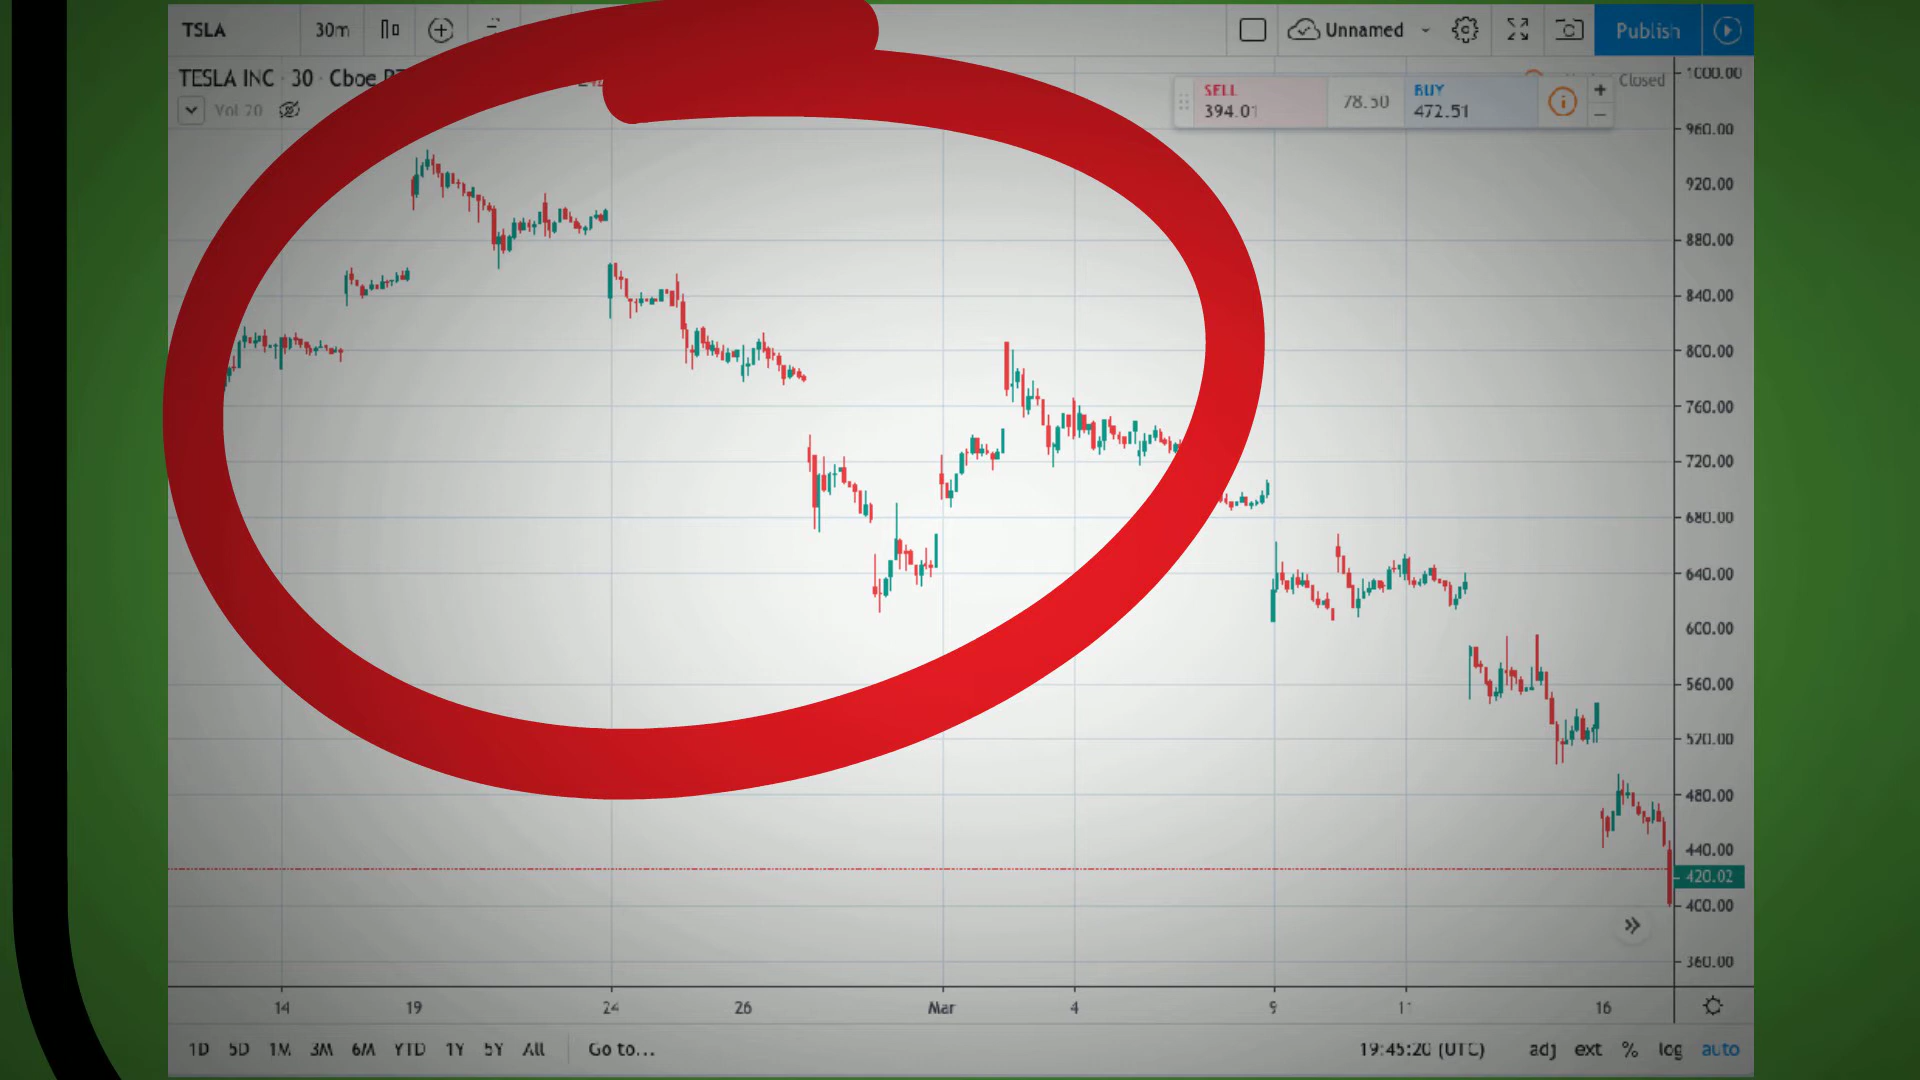 TSLA 30m Unnamed Publish
TESLA INC · 30 · Cboe
Closed
Vol 20
SELL
394.01
78.50
BUY
472.51
1000.00
960.00
920.00
880.00
840.00
800.00
760.00
720.00
680.00
640.00
600.00
560.00
520.00
480.00
440.00
420.02
400.00
360.00
14 19 24 26 Mar 4 9 11 16
1D 5D 1M 3M 6M YTD 1Y 5Y All Go to... 19:45:20 (UTC) adj ext % log auto